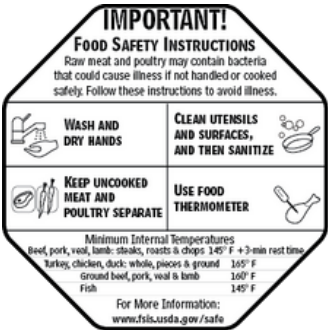 IMPORTANT!
FOOD SAFETY INSTRUCTIONS
Raw meat and poultry may contain bacteria
that could cause illness if not handled or cooked
safely. Follow these instructions to avoid illness.
WASH AND
DRY HANDS
CLEAN UTENSILS
AND SURFACES,
AND THEN SANITIZE
KEEP UNCOOKED
MEAT AND
POULTRY SEPARATE
USE FOOD
THERMOMETER
Minimum Internal Temperatures
Beef, pork, veal, lamb: steaks, roasts & chops 145° F +3-min rest time
Turkey, chicken, duck: whole, pieces & ground 165° F
Ground beef, pork, veal & lamb 160° F
Fish 145° F
For More Information:
www.fsis.usda.gov/safe